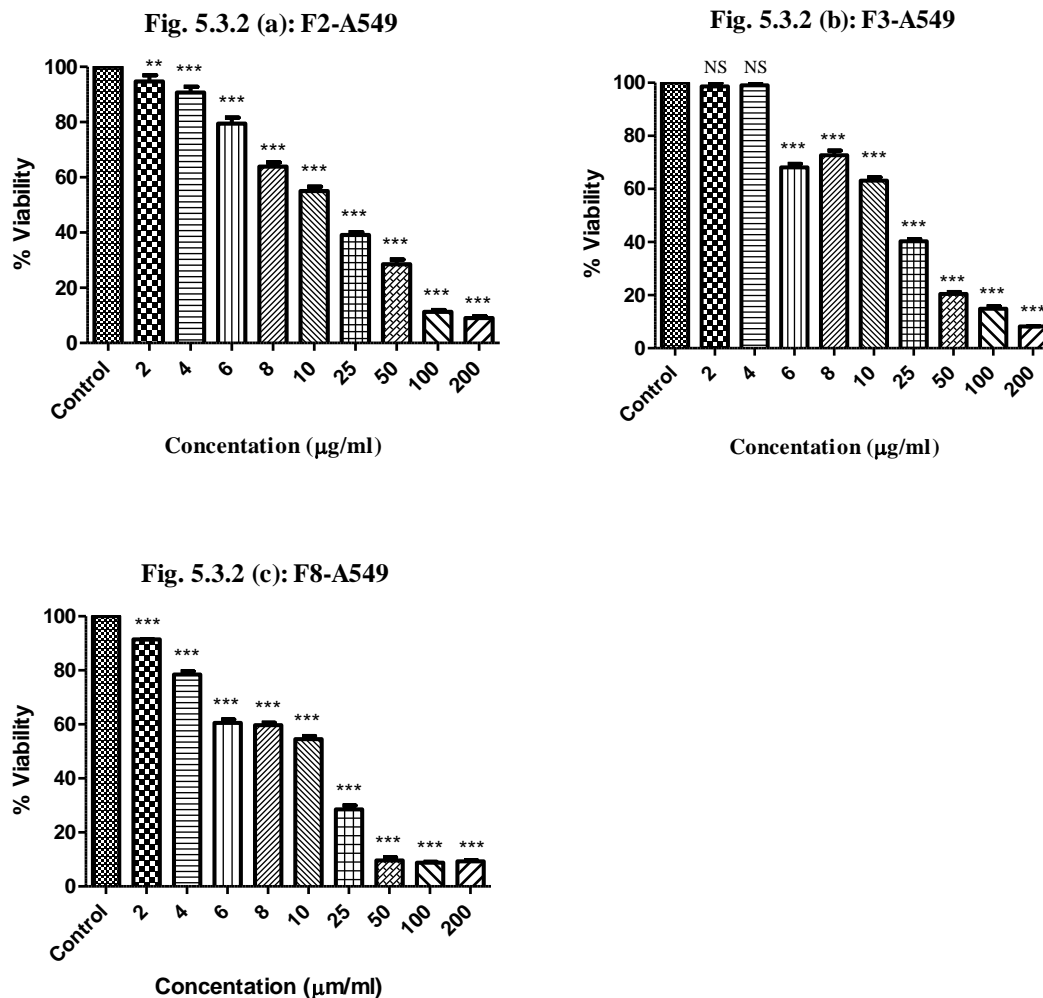 Fig. 5.3.2 (a): F2-A549
% Viability
100
80
60
40
20
0
** *** *** *** *** *** *** *** ***
Control 2 4 6 8 10 25 50 100 200
Concentation (µg/ml)
Fig. 5.3.2 (b): F3-A549
% Viability
100
80
60
40
20
0
NS NS *** *** *** *** *** *** ***
Control 2 4 6 8 10 25 50 100 200
Concentation (µg/ml)
Fig. 5.3.2 (c): F8-A549
% Viability
100
80
60
40
20
0
*** *** *** *** *** *** *** *** ***
Control 2 4 6 8 10 25 50 100 200
Concentation (µm/ml)